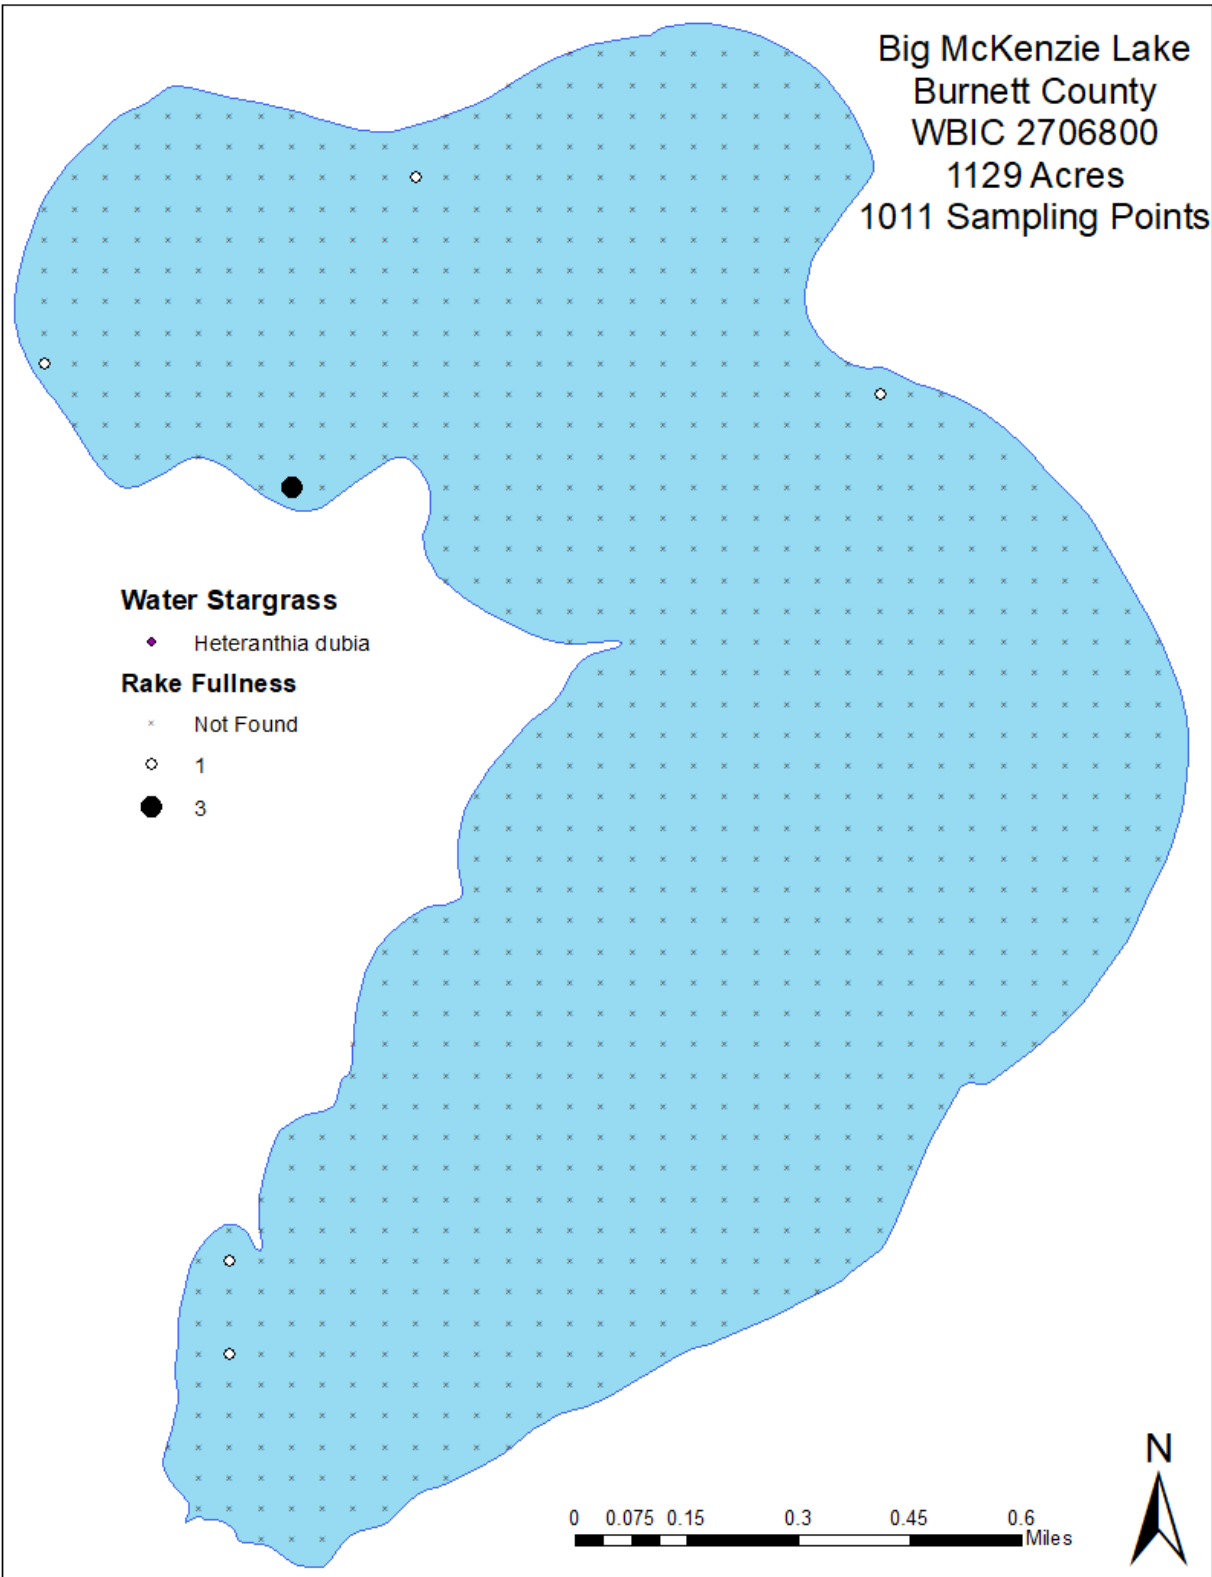 Big McKenzie Lake
Burnett County
WBIC 2706800
1129 Acres
1011 Sampling Points
Water Stargrass
Heteranthia dubia
Rake Fullness
Not Found
1
3
N
0 0.075 0.15 0.3 0.45 0.6
Miles